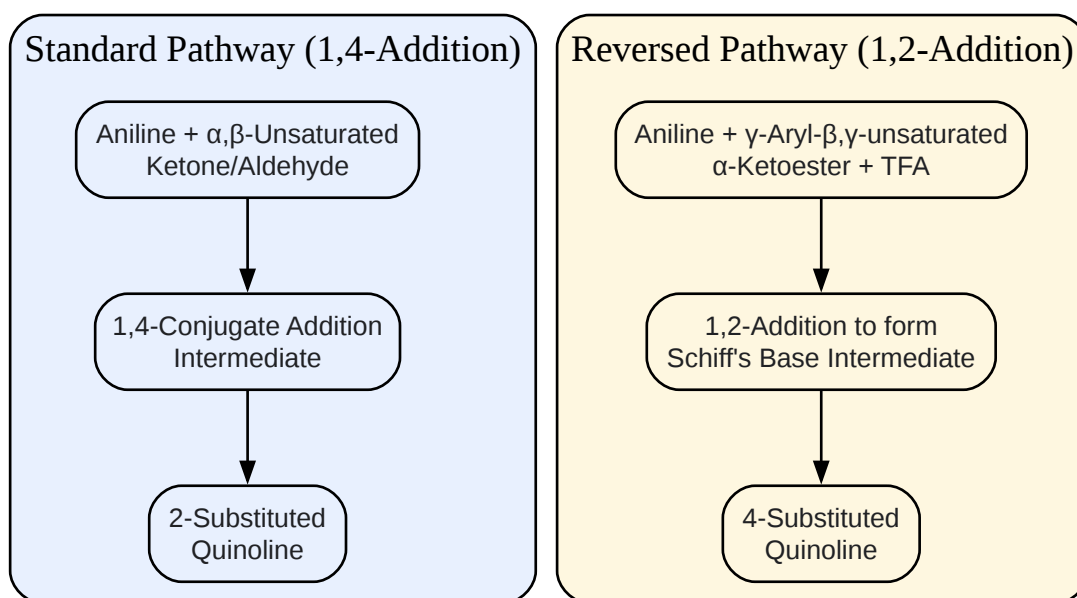 Standard Pathway (1,4-Addition)
Aniline + α,β-Unsaturated
Ketone/Aldehyde
1,4-Conjugate Addition
Intermediate
2-Substituted
Quinoline
Reversed Pathway (1,2-Addition)
Aniline + γ-Aryl-β,γ-unsaturated
α-Ketoester + TFA
1,2-Addition to form
Schiff's Base Intermediate
4-Substituted
Quinoline